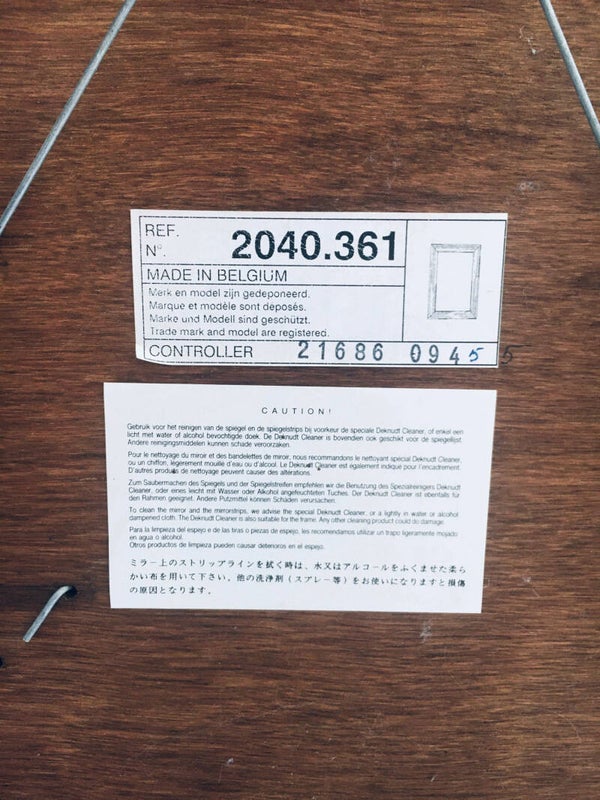 REF.
N°. 2040.361
MADE IN BELGIUM
Merk en model zijn gedeponeerd.
Marque et modèle sont déposés.
Marke und Modell sind geschützt.
Trade mark and model are registered.
CONTROLLER 21686 0945 5
CAUTION!
Gebruik voor het reinigen van de spiegel en de spiegelstrips bij voorkeur de speciale Deknudt Cleaner, of enkel een
licht met water of alcohol bevochtigde doek. De Deknudt Cleaner is bovendien ook geschikt voor de spiegellijst.
Andere reinigingsmiddelen kunnen schade veroorzaken.
Pour le nettoyage du miroir et des bandelettes de miroir, nous recommandons le nettoyant special Deknudt Cleaner,
ou un chiffon, légerement mouillé d'eau ou d'alcool. Le Deknudt Cleaner est également indiqué pour l'encadrement.
D'autres produits de nettoyage peuvent causer des altérations.
Zum Saubermachen des Spiegels und der Spiegelstreifen empfehlen wir die Benutzung des Spezialreinigers Deknudt
Cleaner, oder eines leicht mit Wasser oder Alkohol angefeuchteten Tuches. Der Deknudt Cleaner ist ebenfalls für
den Rahmen geeignet. Andere Putzmittel können Schäden verursachen.
To clean the mirror and the mirrorstrips, we advise the special Deknudt Cleaner, or a lightly in water or alcohol
dampened cloth. The Deknudt Cleaner is also suitable for the frame. Any other cleaning product could do damage.
Para la limpieza del espejo e de las tiras o piezas de espejo, les recomendamos utilizar un trapo ligeramente mojado
en agua o alcohol.
Otros productos de limpieza pueden causar deterioros en el espejo.
ミラー上のストリップラインを拭く時は、水又はアルコールをふくませた柔ら
かい布を用いて下さい。他の洗浄剤(スプレー等)をお使いになりますと損傷
の原因となります。